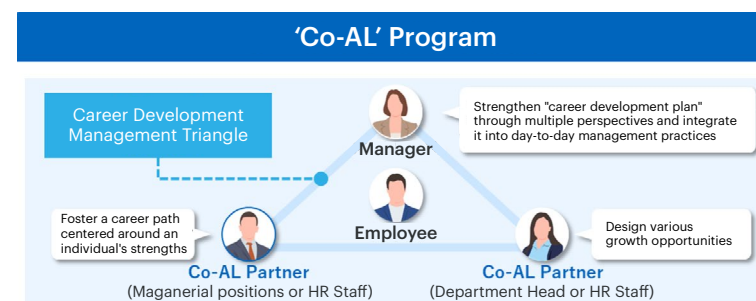 ‘Co-AL’ Program
Career Development
Management Triangle
Manager
Strengthen "career development plan"
through multiple perspectives and integrate
it into day-to-day management practices
Employee
Foster a career path
centered around an
individual's strengths
Design various
growth opportunities
Co-AL Partner
(Maganerial positions or HR Staff)
Co-AL Partner
(Department Head or HR Staff)